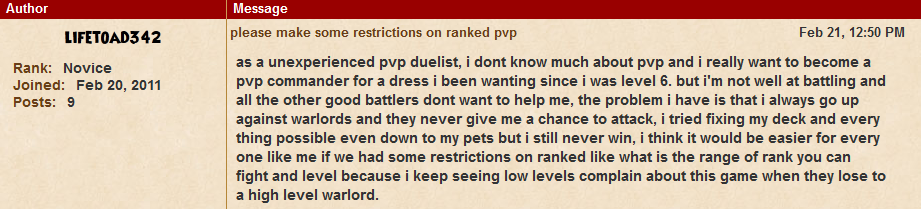 Author Message
LIFETOAD342
please make some restrictions on ranked pvp Feb 21, 12:50 PM
Rank: Novice
Joined: Feb 20, 2011
Posts: 9
as a unexperienced pvp duelist, i dont know much about pvp and i really want to become a
pvp commander for a dress i been wanting since i was level 6. but i'm not well at battling and
all the other good battlers dont want to help me, the problem i have is that i always go up
against warlords and they never give me a chance to attack, i tried fixing my deck and every
thing possible even down to my pets but i still never win, i think it would be easier for every
one like me if we had some restrictions on ranked like what is the range of rank you can
fight and level because i keep seeing low levels complain about this game when they lose to
a high level warlord.